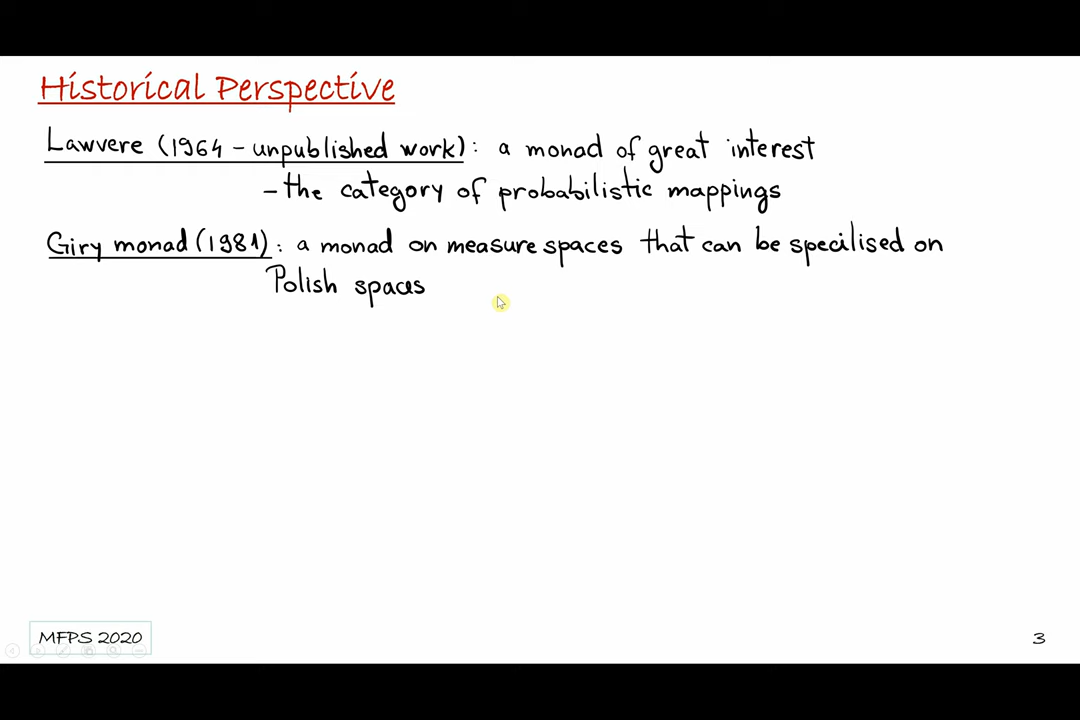 Historical Perspective
Lawvere (1964 - unpublished work): a monad of great interest
- the category of probabilistic mappings
Giry monad (1981): a monad on measure spaces that can be specilised on
Polish spaces
MFPS 2020
3